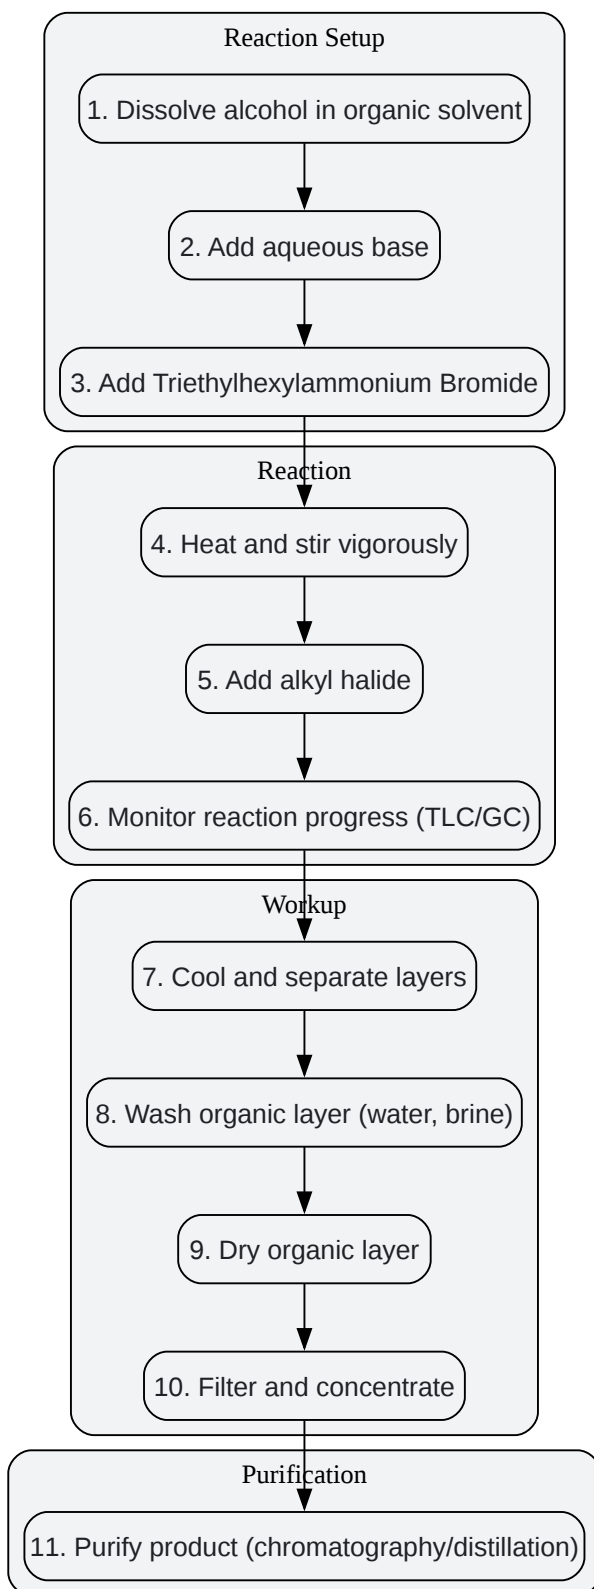 Reaction Setup
1. Dissolve alcohol in organic solvent
2. Add aqueous base
3. Add Triethylhexylammonium Bromide
Reaction
4. Heat and stir vigorously
5. Add alkyl halide
6. Monitor reaction progress (TLC/GC)
Workup
7. Cool and separate layers
8. Wash organic layer (water, brine)
9. Dry organic layer
10. Filter and concentrate
Purification
11. Purify product (chromatography/distillation)